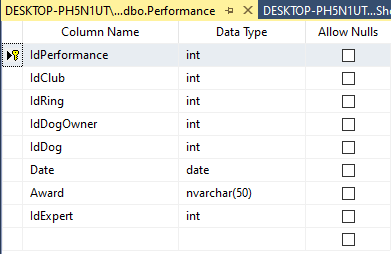 DESKTOP-PH5N1UT\...dbo.Performance
DESKTOP-PH5N1UT...She
Column Name Data Type Allow Nulls
IdPerformance int
IdClub int
IdRing int
IdDogOwner int
IdDog int
Date date
Award nvarchar(50)
IdExpert int